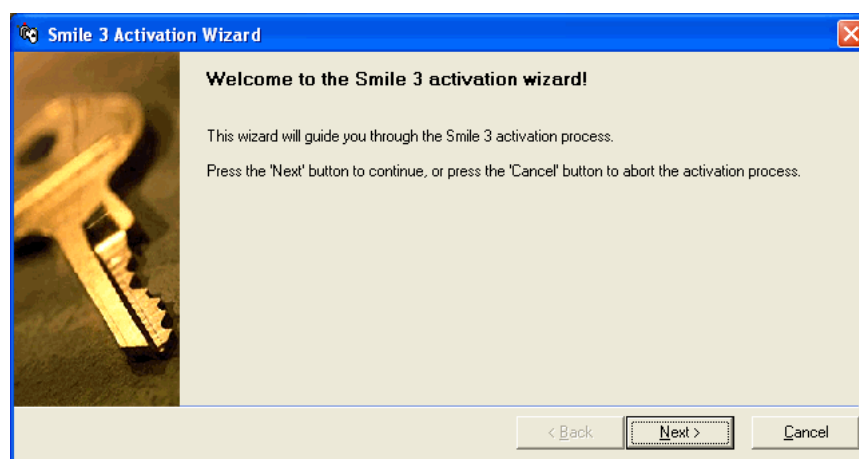 Smile 3 Activation Wizard
Welcome to the Smile 3 activation wizard!
This wizard will guide you through the Smile 3 activation process.
Press the 'Next' button to continue, or press the 'Cancel' button to abort the activation process.
< Back Next > Cancel